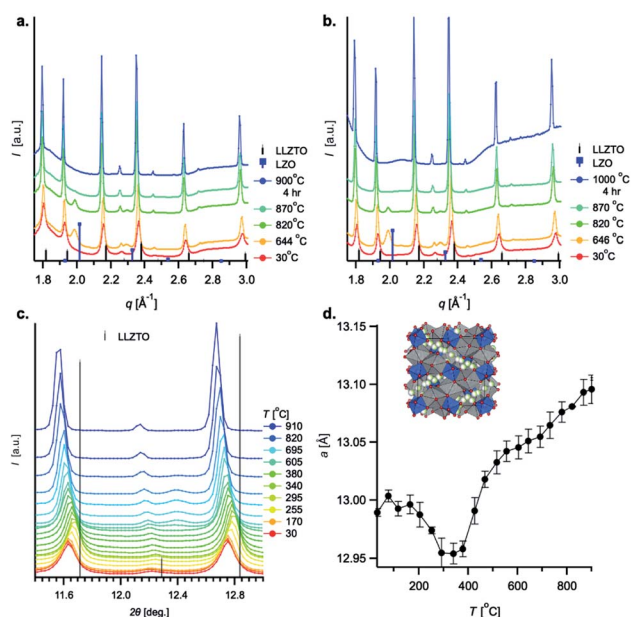 a.
I [a.u.]
LLZTO
LZO
900°C
4 hr
870°C
820°C
644°C
30°C
1.8 2.0 2.2 2.4 2.6 2.8 3.0
q [Å⁻¹]
b.
I [a.u.]
LLZTO
LZO
1000°C
4 hr
870°C
820°C
646 °C
30°C
1.8 2.0 2.2 2.4 2.6 2.8 3.0
q [Å⁻¹]
c.
LLZTO
I [a.u.]
T [°C]
910
820
695
605
380
340
295
255
170
30
11.6 12.0 12.4 12.8
2θ [deg.]
d.
13.15
13.10
13.05
13.00
12.95
a [Å]
200 400 600 800
T [°C]